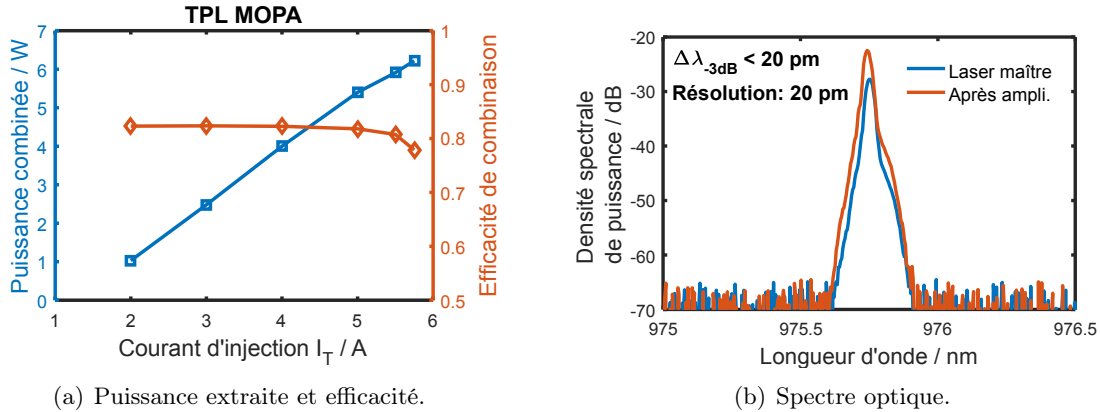 TPL MOPA
Puissance combinée / W
7
6
5
4
3
2
1
0
1
0.9
0.8
0.7
0.6
0.5
Efficacité de combinaison
1 2 3 4 5 6
Courant d'injection I_T / A
(a) Puissance extraite et efficacité.
Densité spectrale
de puissance / dB
-20
-30
-40
-50
-60
-70
Δλ-3dB < 20 pm
Résolution: 20 pm
Laser maître
Après ampli.
975 975.5 976 976.5
Longueur d'onde / nm
(b) Spectre optique.